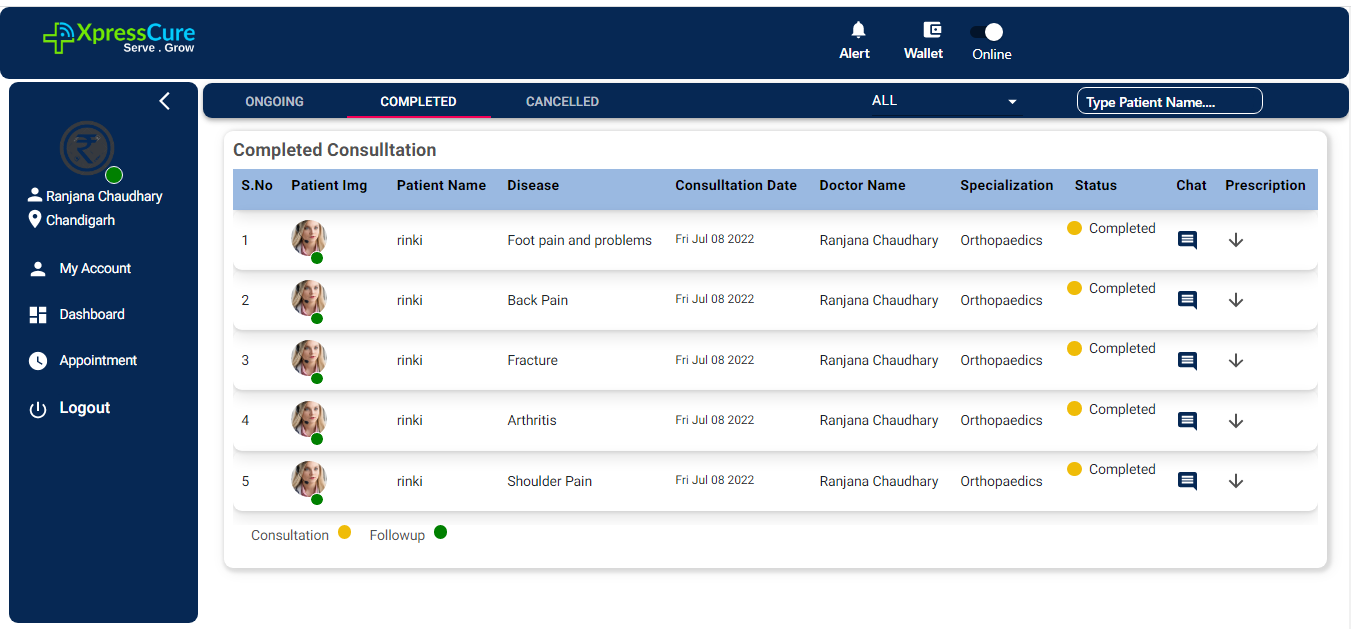 XpressCure
Serve . Grow
Alert
Wallet
Online
Ranjana Chaudhary
Chandigarh
My Account
Dashboard
Appointment
Logout
ONGOING COMPLETED CANCELLED ALL Type Patient Name....
Completed Consulltation
S.No Patient Img Patient Name Disease Consulltation Date Doctor Name Specialization Status Chat Prescription
1 rinki Foot pain and problems Fri Jul 08 2022 Ranjana Chaudhary Orthopaedics Completed
2 rinki Back Pain Fri Jul 08 2022 Ranjana Chaudhary Orthopaedics Completed
3 rinki Fracture Fri Jul 08 2022 Ranjana Chaudhary Orthopaedics Completed
4 rinki Arthritis Fri Jul 08 2022 Ranjana Chaudhary Orthopaedics Completed
5 rinki Shoulder Pain Fri Jul 08 2022 Ranjana Chaudhary Orthopaedics Completed
Consultation Followup